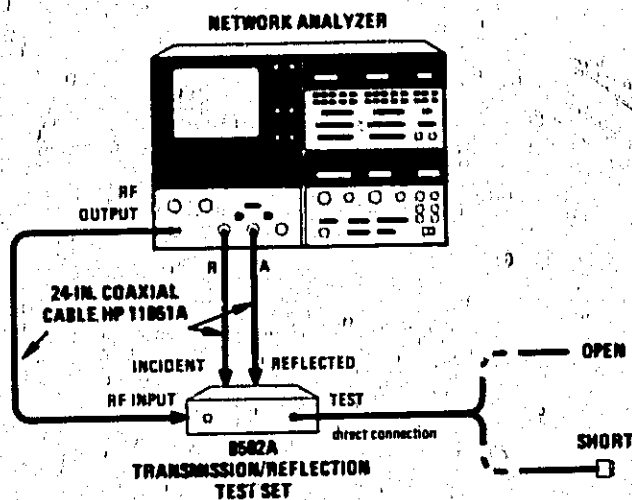 NETWORK ANALYZER
RF
OUTPUT
R
A
24-IN. COAXIAL
CABLE, HP 11851A
INCIDENT
REFLECTED
RF INPUT
TEST
direct connection
OPEN
SHORT
8502A
TRANSMISSION/REFLECTION
TEST SET